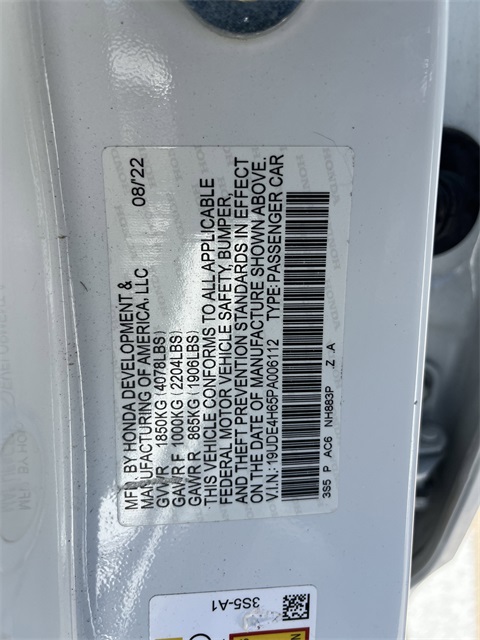 MFD. BY HONDA DEVELOPMENT & 08/'22
MANUFACTURING OF AMERICA, LLC
GVWR 1850KG (4078LBS)
GAWR F 1000KG (2204LBS)
GAWR R 865KG (1906LBS)
THIS VEHICLE CONFORMS TO ALL APPLICABLE
FEDERAL MOTOR VEHICLE SAFETY, BUMPER,
AND THEFT PREVENTION STANDARDS IN EFFECT
ON THE DATE OF MANUFACTURE SHOWN ABOVE.
V.I.N.: 19UDE4H65PA006112 TYPE: PASSENGER CAR
3S5 P AC6 NH883P Z .A
3S5-A1